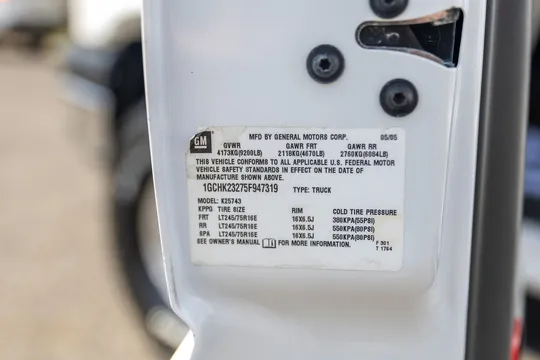 GM
MFD BY GENERAL MOTORS CORP. 05/05
GVWR GAWR FRT GAWR RR
4173KG(9200LB) 2118KG(4670LB) 2760KG(6084LB)
THIS VEHICLE CONFORMS TO ALL APPLICABLE U.S. FEDERAL MOTOR
VEHICLE SAFETY STANDARDS IN EFFECT ON THE DATE OF
MANUFACTURE SHOWN ABOVE.
1GCHK23275F947319 TYPE: TRUCK
MODEL: K25743
KPPG TIRE SIZE RIM COLD TIRE PRESSURE
FRT LT245/75R16E 16X6.5J 380KPA(55PSI)
RR LT245/75R16E 16X6.5J 550KPA(80PSI)
SPA LT245/75R16E 16X6.5J 550KPA(80PSI)
SEE OWNER'S MANUAL FOR MORE INFORMATION.
F 301
T 1764